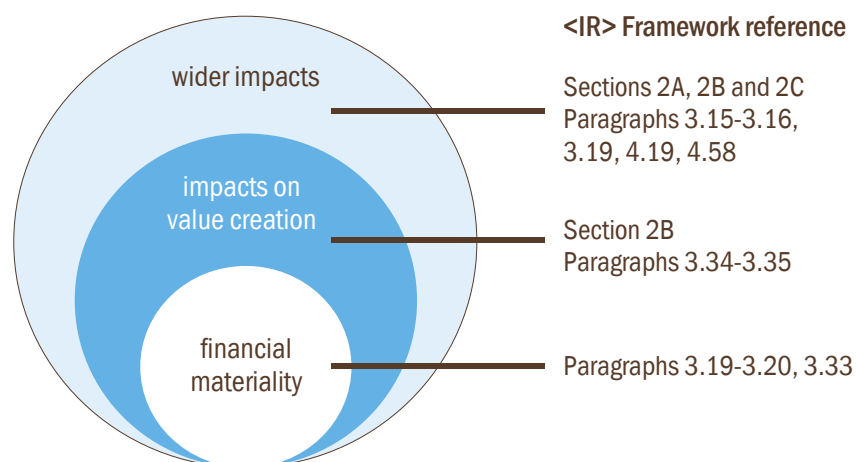 <IR> Framework reference
wider impacts
Sections 2A, 2B and 2C
Paragraphs 3.15-3.16,
3.19, 4.19, 4.58
impacts on
value creation
Section 2B
Paragraphs 3.34-3.35
financial
materiality
Paragraphs 3.19-3.20, 3.33